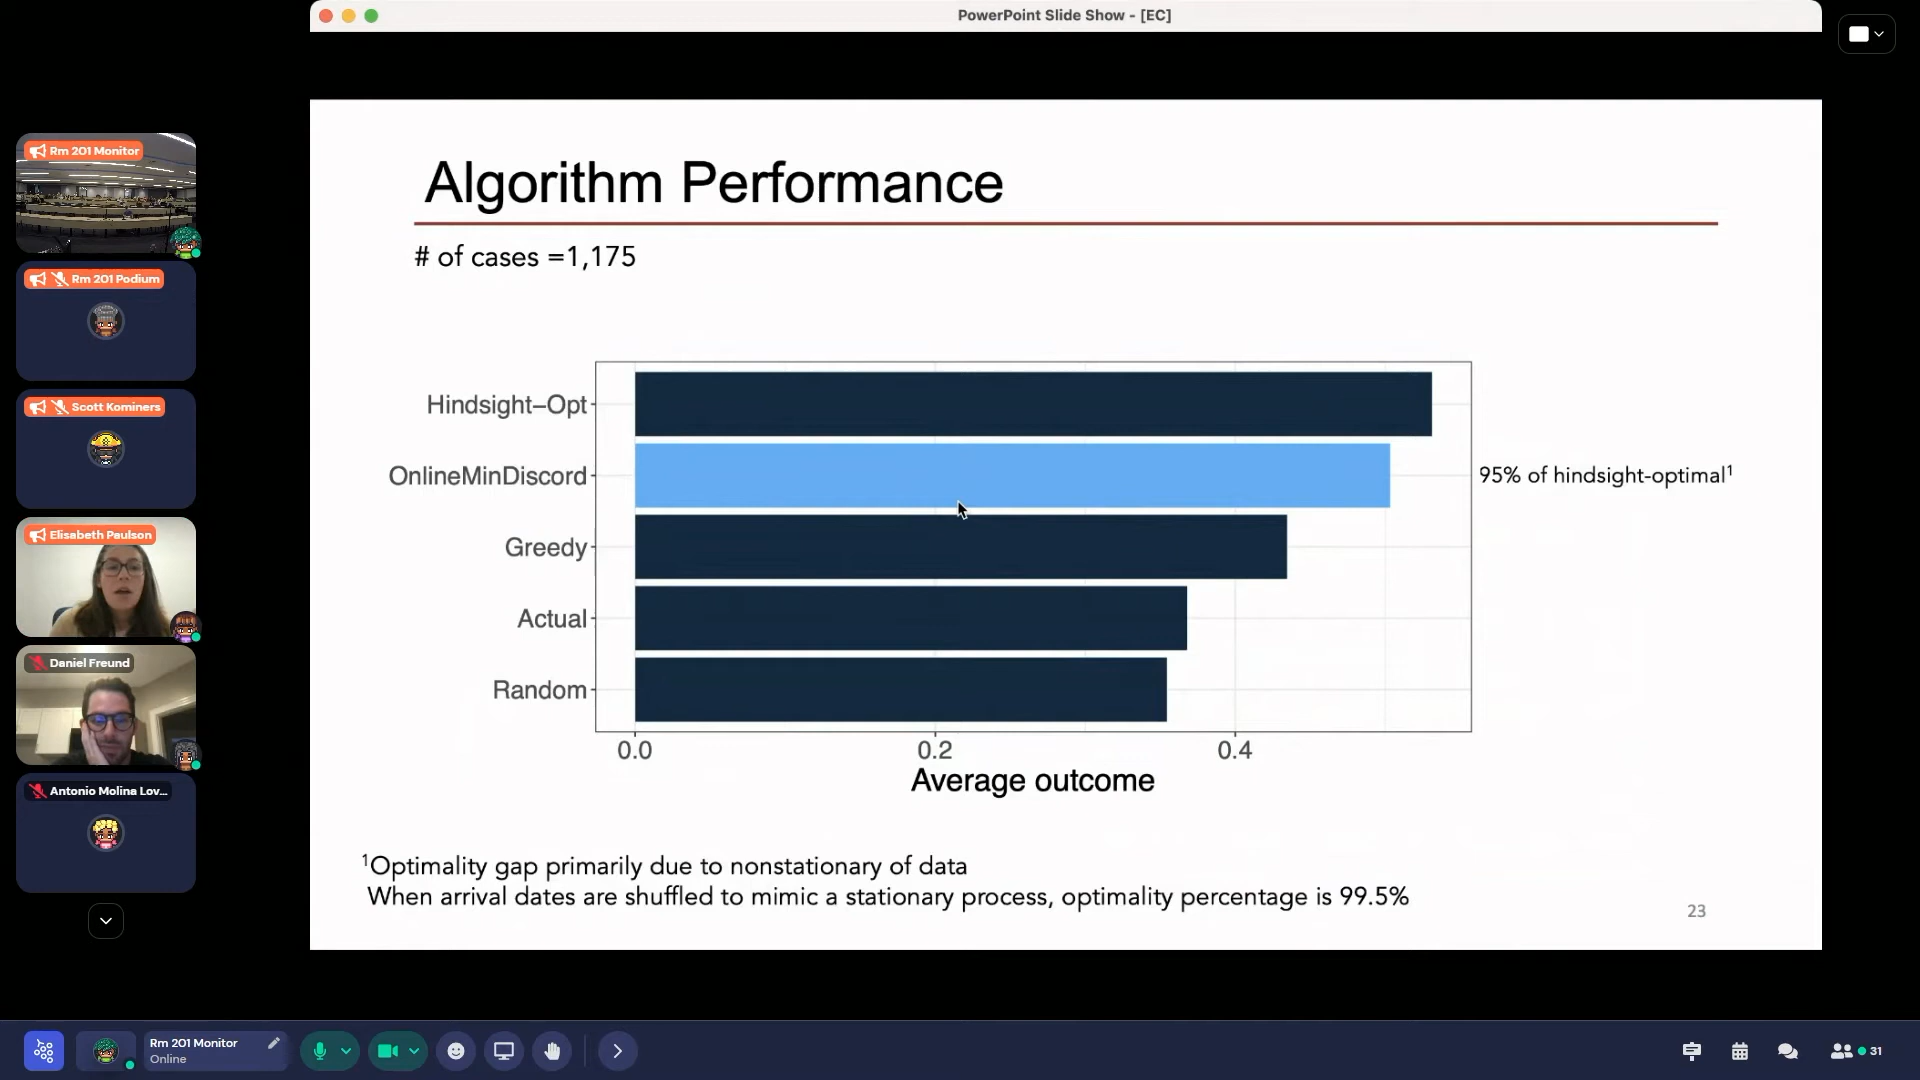 PowerPoint Slide Show - [EC]
Rm 201 Monitor
Rm 201 Podium
Scott Kominers
Elisabeth Paulson
Daniel Freund
Antonio Molina Lov...
Algorithm Performance
# of cases =1,175
Hindsight–Opt
OnlineMinDiscord
95% of hindsight-optimal¹
Greedy
Actual
Random
0.0 0.2 0.4
Average outcome
¹Optimality gap primarily due to nonstationary of data
When arrival dates are shuffled to mimic a stationary process, optimality percentage is 99.5%
23
Rm 201 Monitor
Online
31